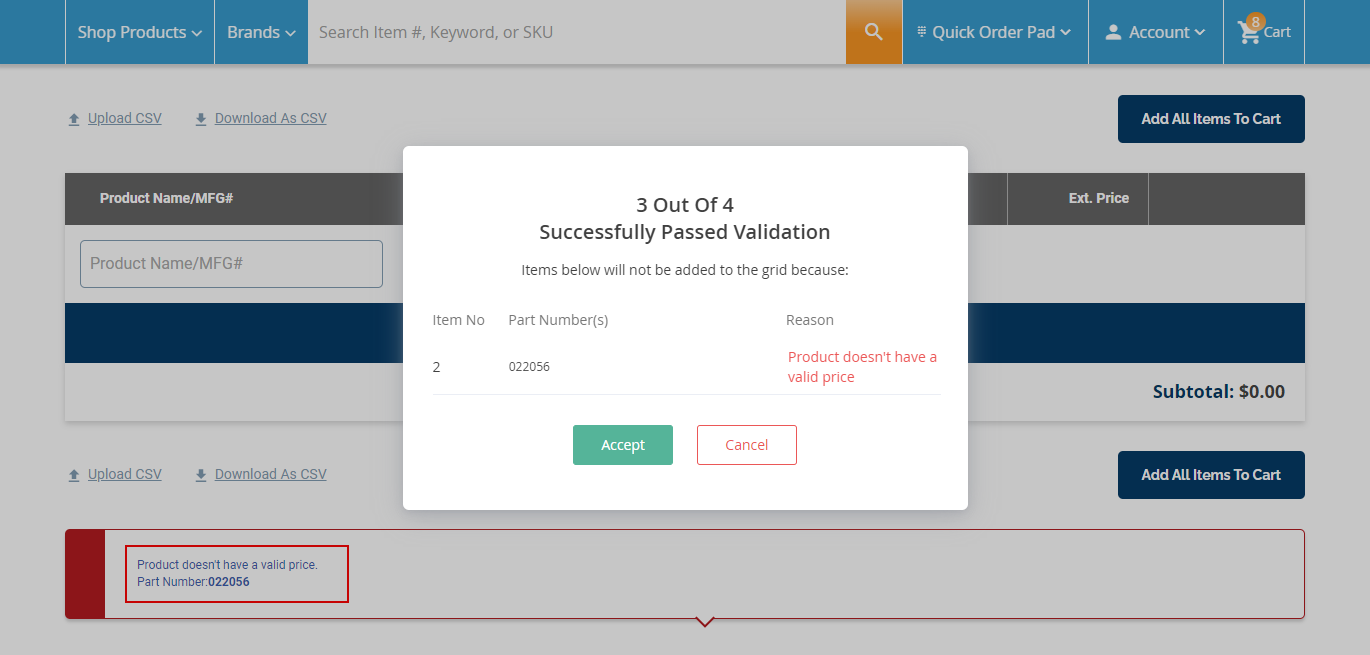 Shop Products
Brands
Search Item #, Keyword, or SKU
Quick Order Pad
Account
8
Cart
Upload CSV
Download As CSV
Add All Items To Cart
Product Name/MFG#
Ext. Price
Product Name/MFG#
Subtotal: $0.00
3 Out Of 4
Successfully Passed Validation
Items below will not be added to the grid because:
Item No Part Number(s) Reason
2 022056 Product doesn't have a
valid price
Accept Cancel
Upload CSV
Download As CSV
Add All Items To Cart
Product doesn't have a valid price.
Part Number:022056